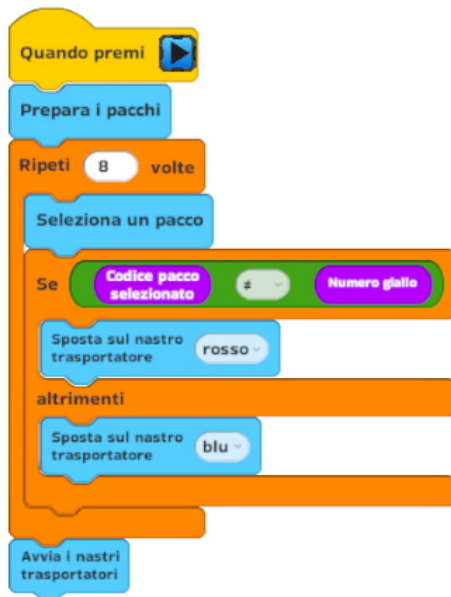 Quando premi
Prepara i pacchi
Ripeti 8 volte
Seleziona un pacco
Se Codice pacco selezionato ≠ Numero giallo
Sposta sul nastro
trasportatore rosso
altrimenti
Sposta sul nastro
trasportatore blu
Avvia i nastri
trasportatori